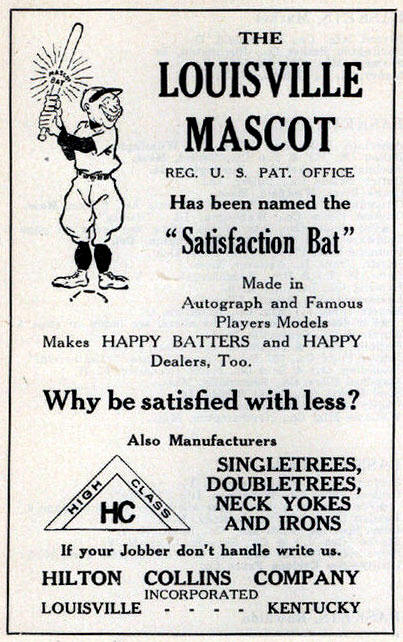 MASCOT
BAT
THE
LOUISVILLE
MASCOT
REG. U. S. PAT. OFFICE
Has been named the
"Satisfaction Bat"
Made in
Autograph and Famous
Players Models
Makes HAPPY BATTERS and HAPPY
Dealers, Too.
Why be satisfied with less?
Also Manufacturers
HIGH CLASS
HC
SINGLETREES,
DOUBLETREES,
NECK YOKES
AND IRONS
If your Jobber don't handle write us.
HILTON COLLINS COMPANY
INCORPORATED
LOUISVILLE - - - - KENTUCKY